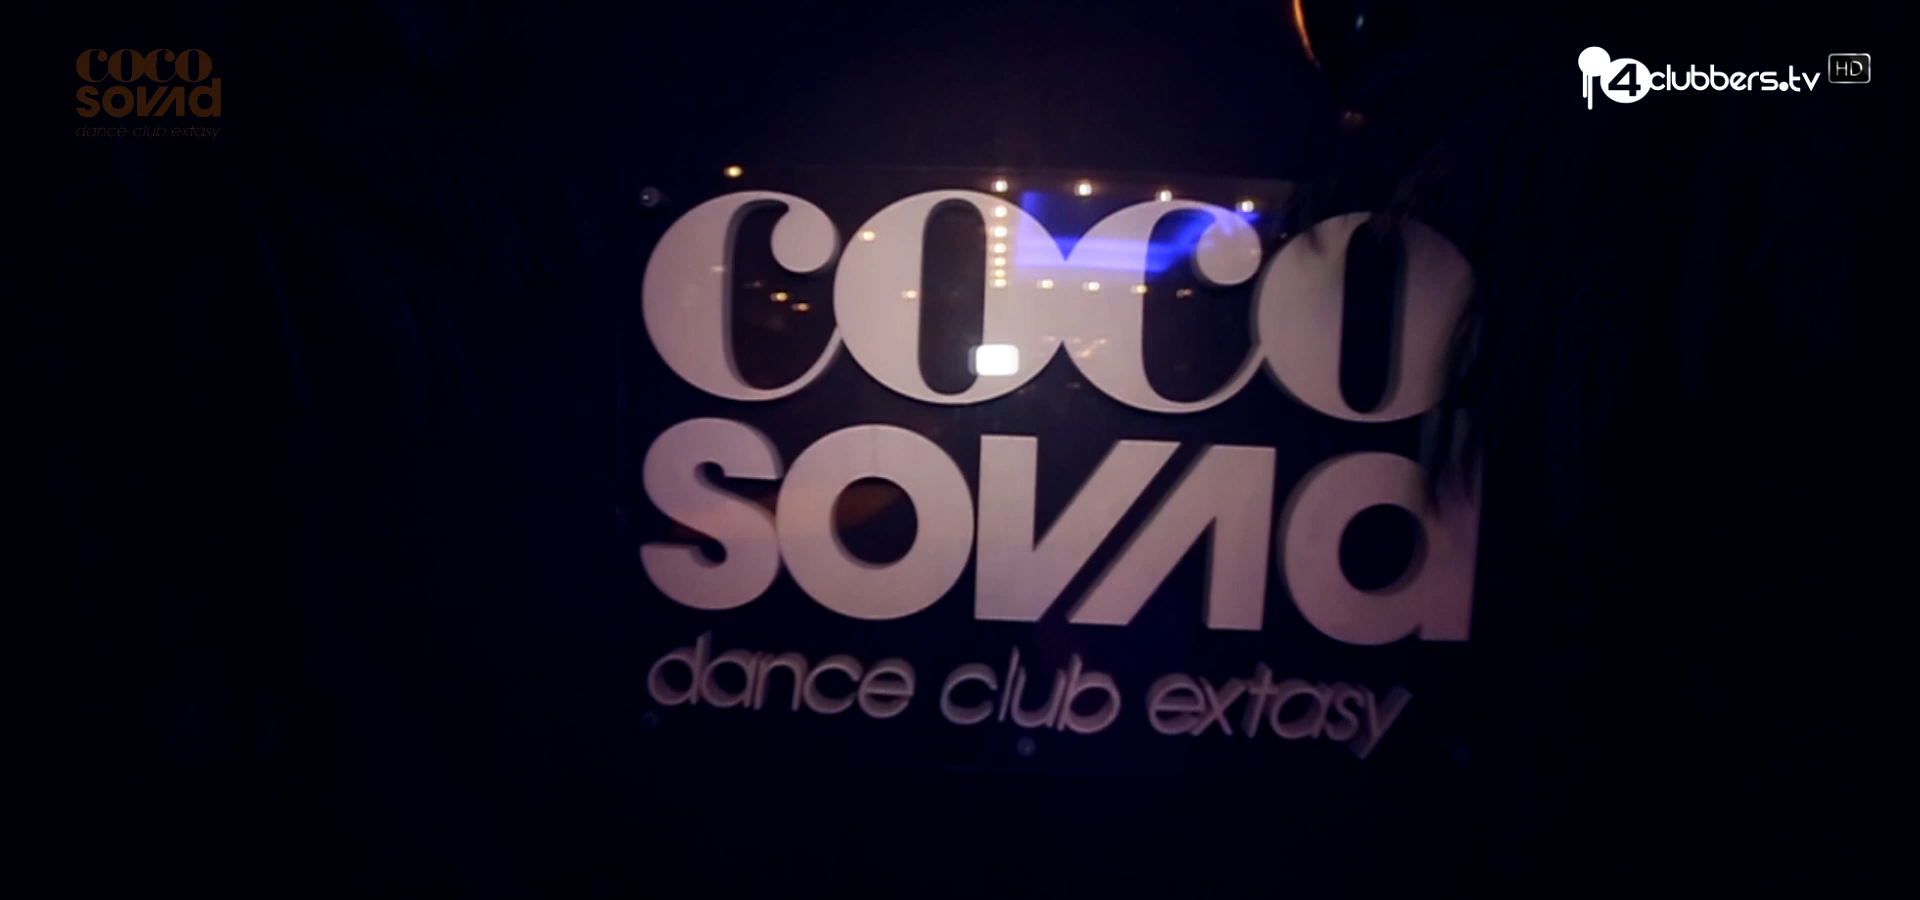 coco
sovad
dance club extasy
4clubbers.tv HD
coco
sovad
dance club extasy